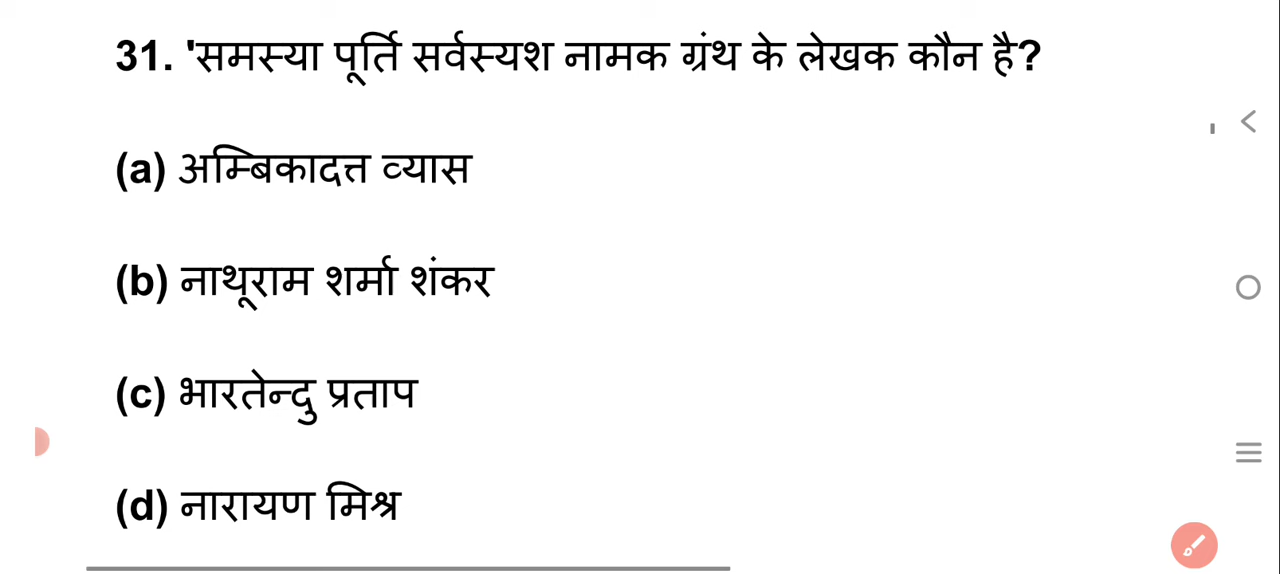 31. 'समस्या पूर्ति सर्वस्यश नामक ग्रंथ के लेखक कौन है?
(a) अम्बिकादत्त व्यास
(b) नाथूराम शर्मा शंकर
(c) भारतेन्दु प्रताप
(d) नारायण मिश्र